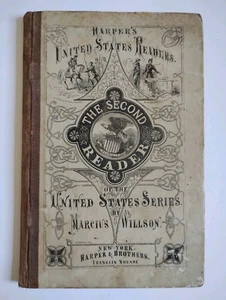 HARPER'S
UNITED STATES READERS.
THE SECOND
READER
OF THE
UNITED STATES SERIES.
BY
MARCIUS WILLSON.
NEW YORK
HARPER & BROTHERS,
FRANKLIN SQUARE